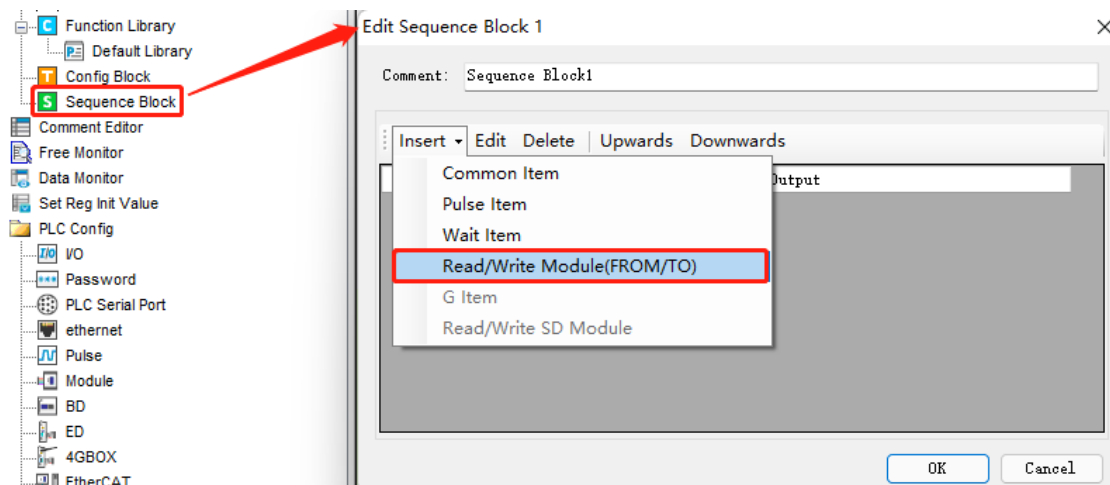 Function Library
Default Library
Config Block
Sequence Block
Comment Editor
Free Monitor
Data Monitor
Set Reg Init Value
PLC Config
I/O
Password
PLC Serial Port
ethernet
Pulse
Module
BD
ED
4GBOX
EtherCAT
Edit Sequence Block 1
Comment: Sequence Block1
Insert Edit Delete Upwards Downwards
Common Item
Pulse Item
Wait Item
Read/Write Module(FROM/TO)
G Item
Read/Write SD Module
Output
OK Cancel